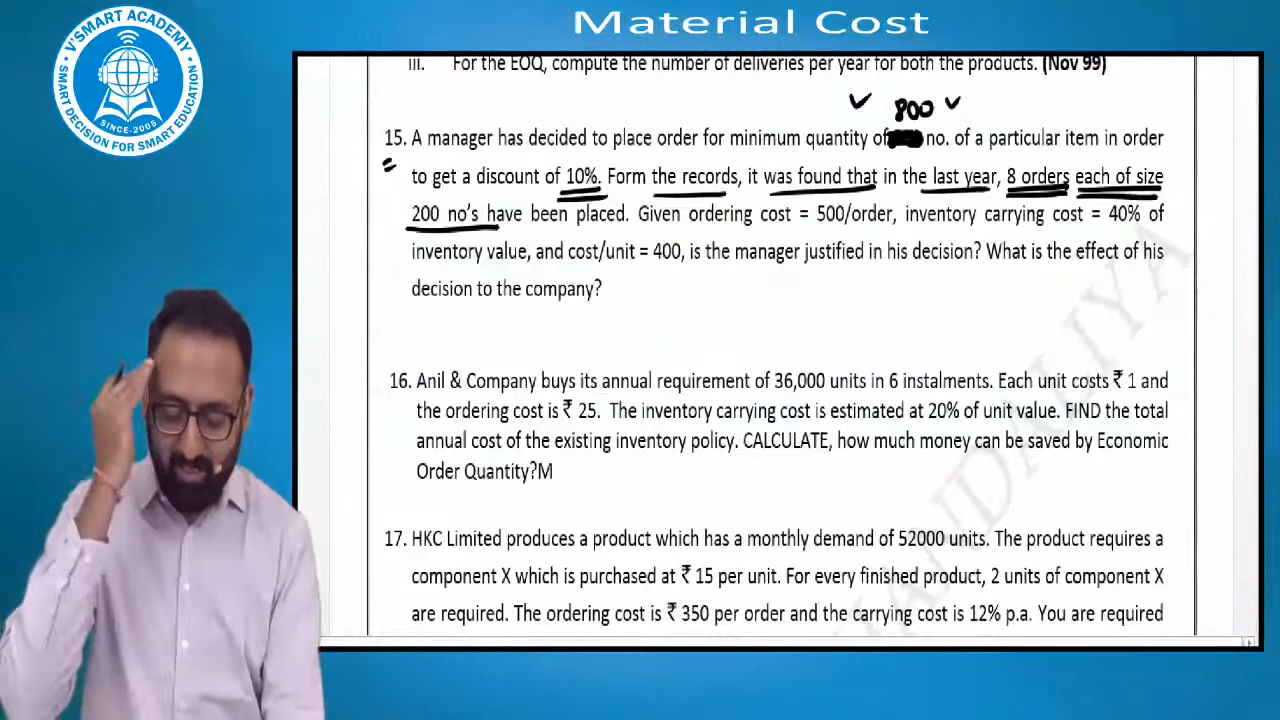 Material Cost
V'SMART ACADEMY
SMART DECISION FOR SMART EDUCATION
SINCE-2005
iii. For the EOQ, compute the number of deliveries per year for both the products. (Nov 99)
800
15. A manager has decided to place order for minimum quantity of no. of a particular item in order
to get a discount of 10%. Form the records, it was found that in the last year, 8 orders each of size
200 no's have been placed. Given ordering cost = 500/order, inventory carrying cost = 40% of
inventory value, and cost/unit = 400, is the manager justified in his decision? What is the effect of his
decision to the company?
16. Anil & Company buys its annual requirement of 36,000 units in 6 instalments. Each unit costs ₹ 1 and
the ordering cost is ₹ 25. The inventory carrying cost is estimated at 20% of unit value. FIND the total
annual cost of the existing inventory policy. CALCULATE, how much money can be saved by Economic
Order Quantity?M
17. HKC Limited produces a product which has a monthly demand of 52000 units. The product requires a
component X which is purchased at ₹ 15 per unit. For every finished product, 2 units of component X
are required. The ordering cost is ₹ 350 per order and the carrying cost is 12% p.a. You are required